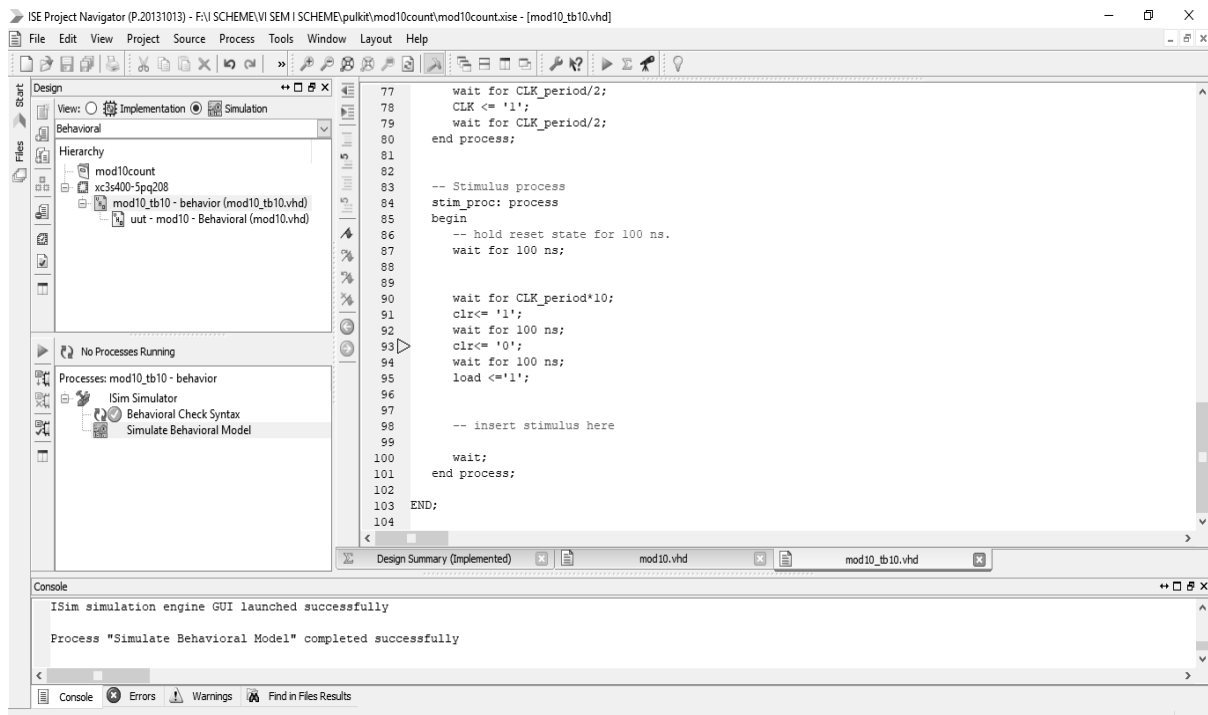 ISE Project Navigator (P.20131013) - F:\I SCHEME\VI SEM I SCHEME\pulkit\mod10count\mod10count.xise - [mod10_tb10.vhd]
File Edit View Project Source Process Tools Window Layout Help
Start
Files
Design
View: Implementation Simulation
Behavioral
Hierarchy
mod10count
xc3s400-5pq208
mod10_tb10 - behavior (mod10_tb10.vhd)
uut - mod10 - Behavioral (mod10.vhd)
No Processes Running
Processes: mod10_tb10 - behavior
ISim Simulator
Behavioral Check Syntax
Simulate Behavioral Model
77 wait for CLK_period/2;
78 CLK <= '1';
79 wait for CLK_period/2;
80 end process;
81
82
83 -- Stimulus process
84 stim_proc: process
85 begin
86 -- hold reset state for 100 ns.
87 wait for 100 ns;
88
89
90 wait for CLK_period*10;
91 clr<= '1';
92 wait for 100 ns;
93 clr<= '0';
94 wait for 100 ns;
95 load <='1';
96
97
98 -- insert stimulus here
99
100 wait;
101 end process;
102
103 END;
104
Design Summary (Implemented) mod10.vhd mod10_tb10.vhd
Console
ISim simulation engine GUI launched successfully
Process "Simulate Behavioral Model" completed successfully
Console Errors Warnings Find in Files Results